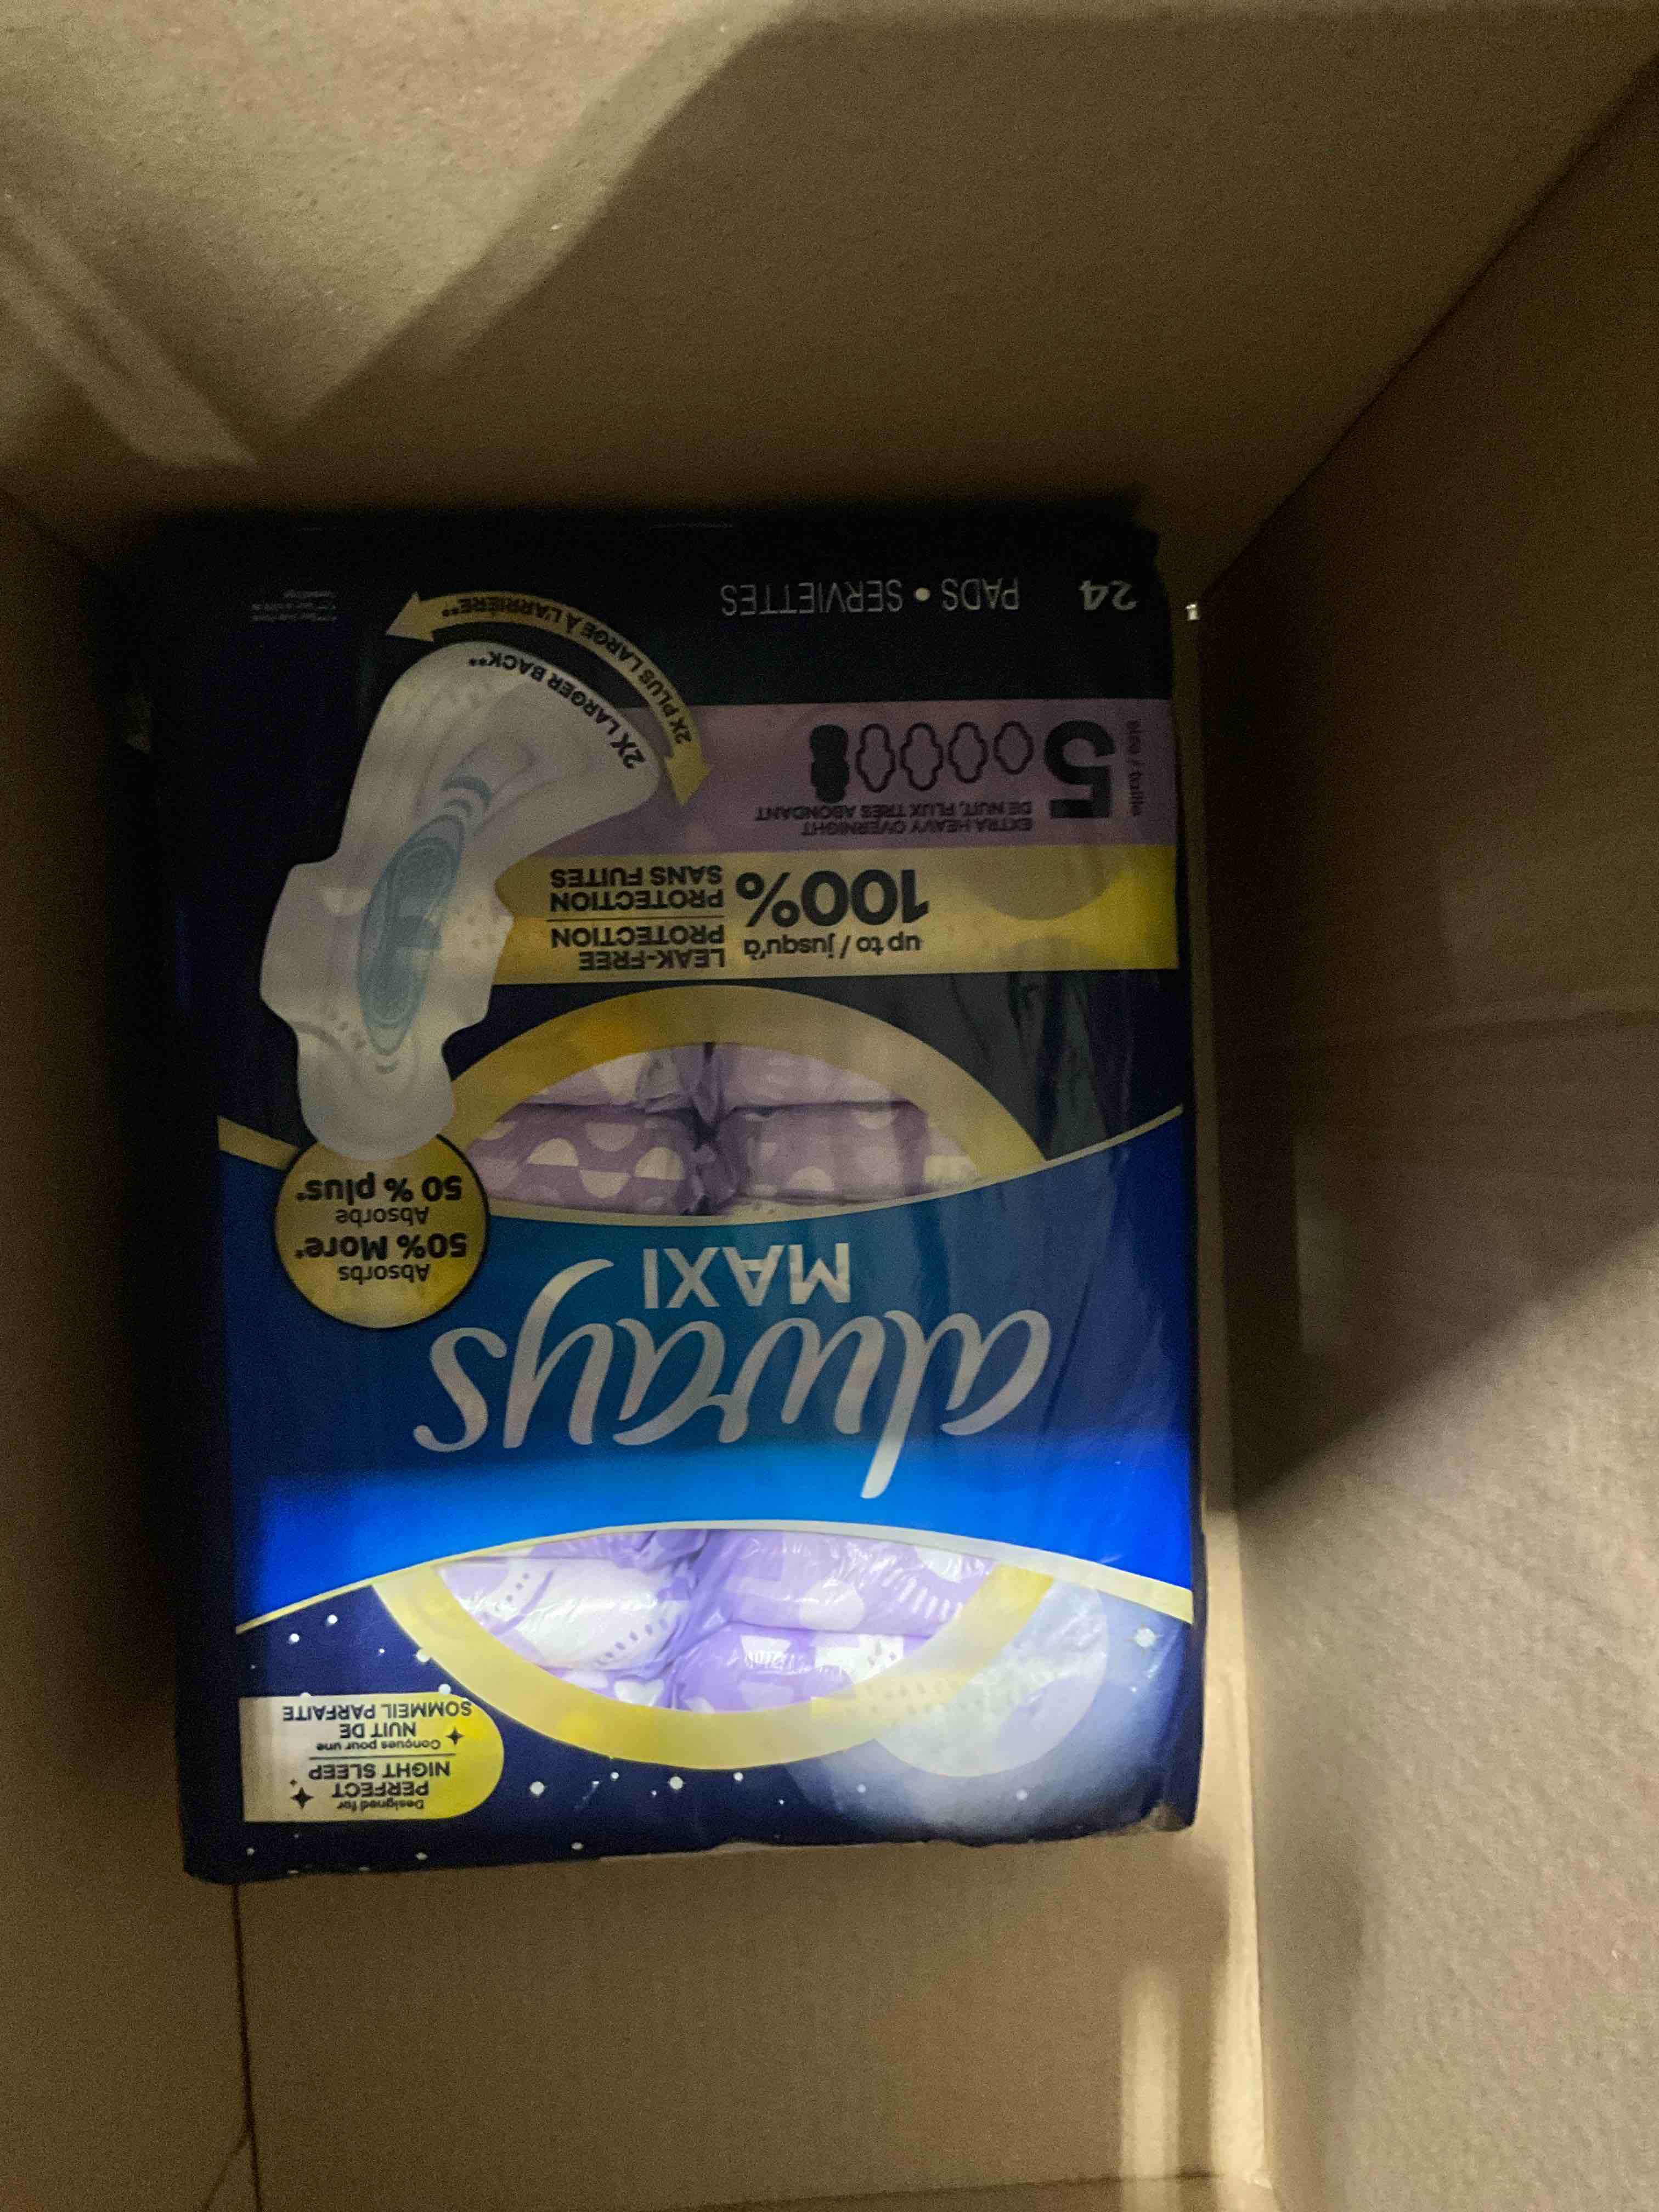 Designed for
PERFECT
NIGHT SLEEP
Conçues pour une
NUIT DE
SOMMEIL PARFAITE
always
MAXI
Absorbs
50% More*
Absorbe
50 % plus*
up to / jusqu'à
100%
LEAK-FREE
PROTECTION
PROTECTION
SANS FUITES
size / taille
5
EXTRA HEAVY OVERNIGHT
DE NUIT, FLUX TRÈS ABONDANT
2X LARGER BACK**
2X PLUS LARGE À L'ARRIÈRE**
24 PADS • SERVIETTES